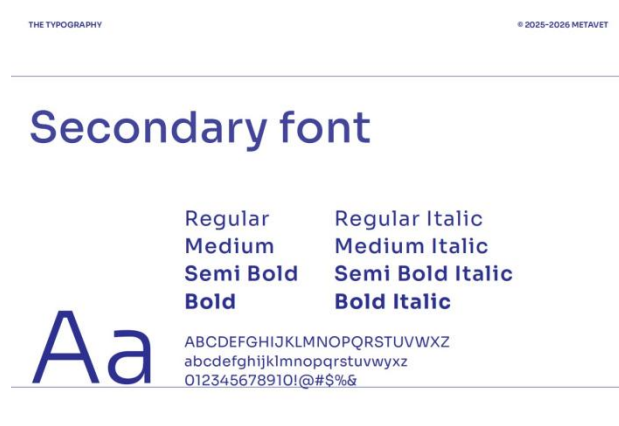 THE TYPOGRAPHY
© 2025-2026 METAVET
Secondary font
Regular
Regular Italic
Medium
Medium Italic
Semi Bold
Semi Bold Italic
Bold
Bold Italic
Aa
ABCDEFGHIJKLMNOPQRSTUVWXZ
abcdefghijklmnopqrstuvwyxz
012345678910!@#$%&